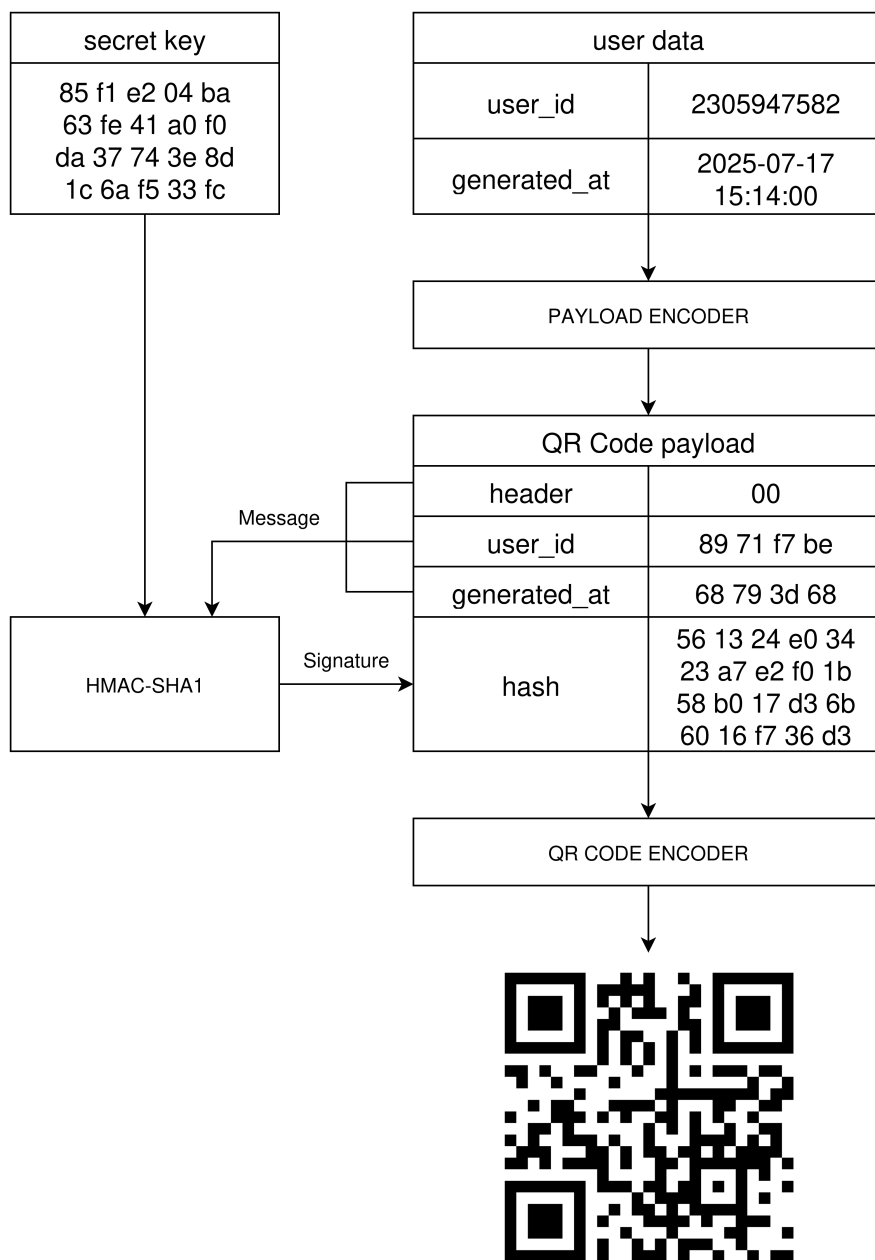 secret key
85 f1 e2 04 ba
63 fe 41 a0 f0
da 37 74 3e 8d
1c 6a f5 33 fc
user data
user_id
2305947582
generated_at
2025-07-17
15:14:00
PAYLOAD ENCODER
QR Code payload
header
00
Message
user_id
89 71 f7 be
generated_at
68 79 3d 68
HMAC-SHA1
Signature
hash
56 13 24 e0 34
23 a7 e2 f0 1b
58 b0 17 d3 6b
60 16 f7 36 d3
QR CODE ENCODER